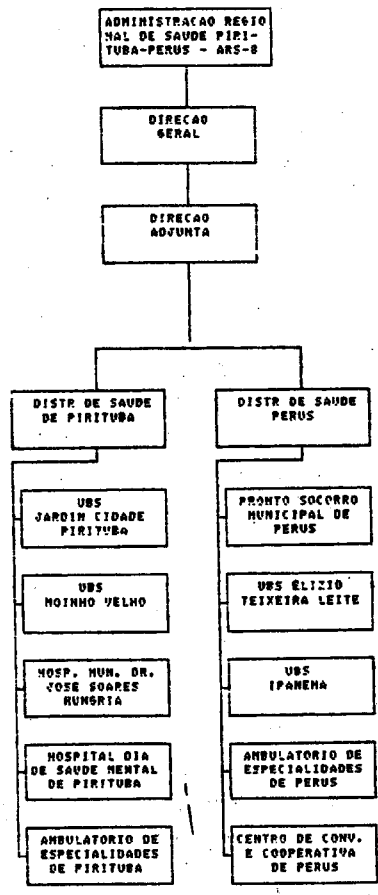 ADMINISTRACAO REGIO
NAL DE SAUDE PIRI-
TUBA-PERUS - ARS-8
DIRECAO
GERAL
DIRECAO
ADJUNTA
DISTR DE SAUDE
DE PIRITUBA
UBS
JARDIM CIDADE
PIRITUBA
UBS
MOINHO VELHO
HOSP. MUN. DR.
JOSE SOARES
HUNGRIA
HOSPITAL DIA
DE SAUDE MENTAL
DE PIRITUBA
AMBULATORIO DE
ESPECIALIDADES
DE PIRITUBA
DISTR DE SAUDE
PERUS
PRONTO SOCORRO
MUNICIPAL DE
PERUS
UBS ÉLIZIO
TEIXEIRA LEITE
UBS
IPANEMA
AMBULATORIO DE
ESPECIALIDADES
DE PERUS
CENTRO DE CONV.
E COOPERATIVA
DE PERUS